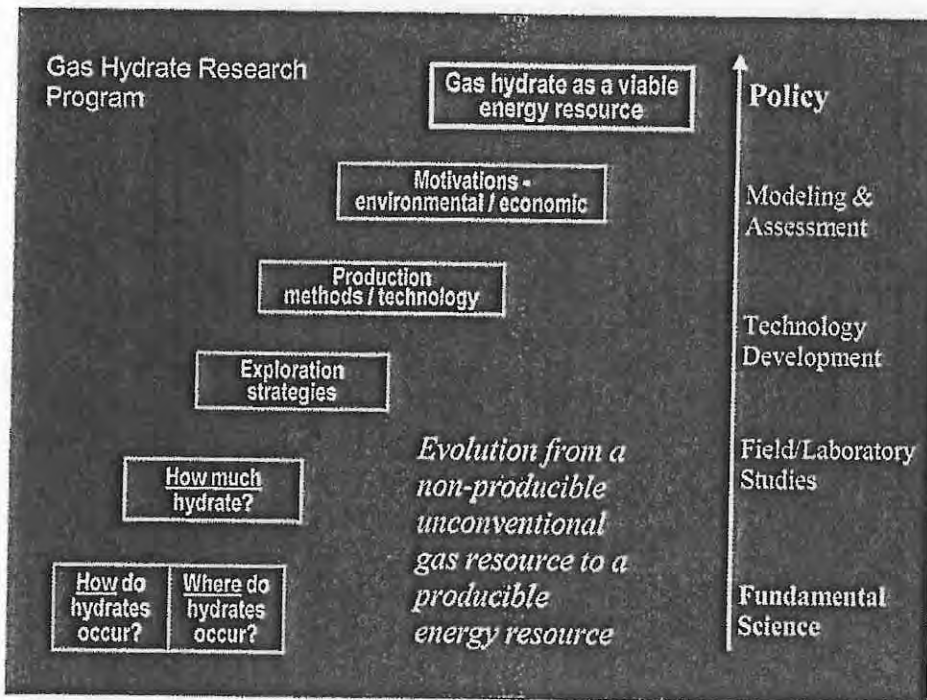 Gas Hydrate Research
Program
Gas hydrate as a viable
energy resource
Motivations -
environmental / economic
Production
methods / technology
Exploration
strategies
How much
hydrate?
How do
hydrates
occur?
Where do
hydrates
occur?
Evolution from a
non-producible
unconventional
gas resource to a
producible
energy resource
Policy
Modeling &
Assessment
Technology
Development
Field/Laboratory
Studies
Fundamental
Science